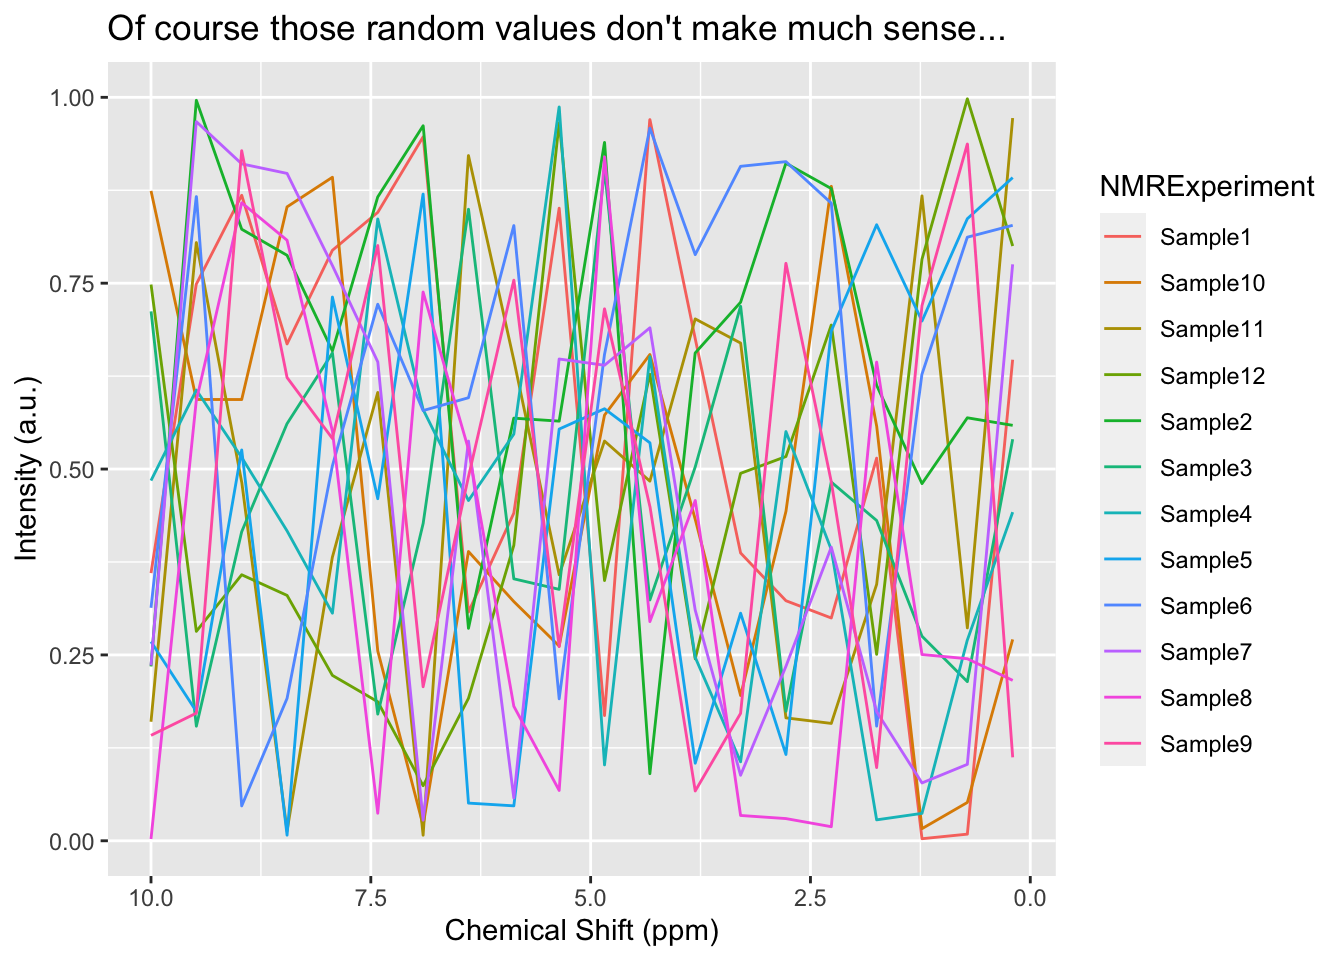 Of course those random values don't make much sense...
1.00
0.75
0.50
0.25
0.00
Intensity (a.u.)
10.0 7.5 5.0 2.5 0.0
Chemical Shift (ppm)
NMRExperiment
Sample1
Sample10
Sample11
Sample12
Sample2
Sample3
Sample4
Sample5
Sample6
Sample7
Sample8
Sample9